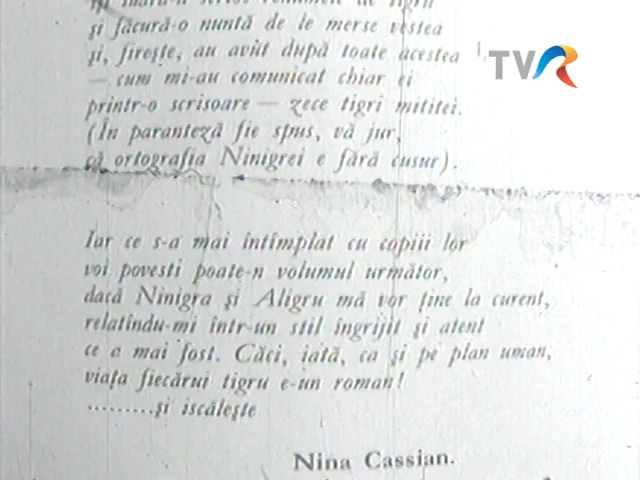 și făcură-o nuntă de le merse vestea
și, firește, au avut după toate acestea
— cum mi-au comunicat chiar ei
printr-o scrisoare — zece tigri mititei.
(În paranteză fie spus, vă jur,
că ortografia Ninigrei e fără cusur).
Iar ce s-a mai întîmplat cu copiii lor
voi povesti poate-n volumul următor,
dacă Ninigra și Aligru mă vor ține la curent,
relatîndu-mi într-un stil îngrijit și atent
ce a mai fost. Căci, iată, ca și pe plan uman,
viața fiecărui tigru e-un roman!
.........și iscălește
Nina Cassian.
TVR